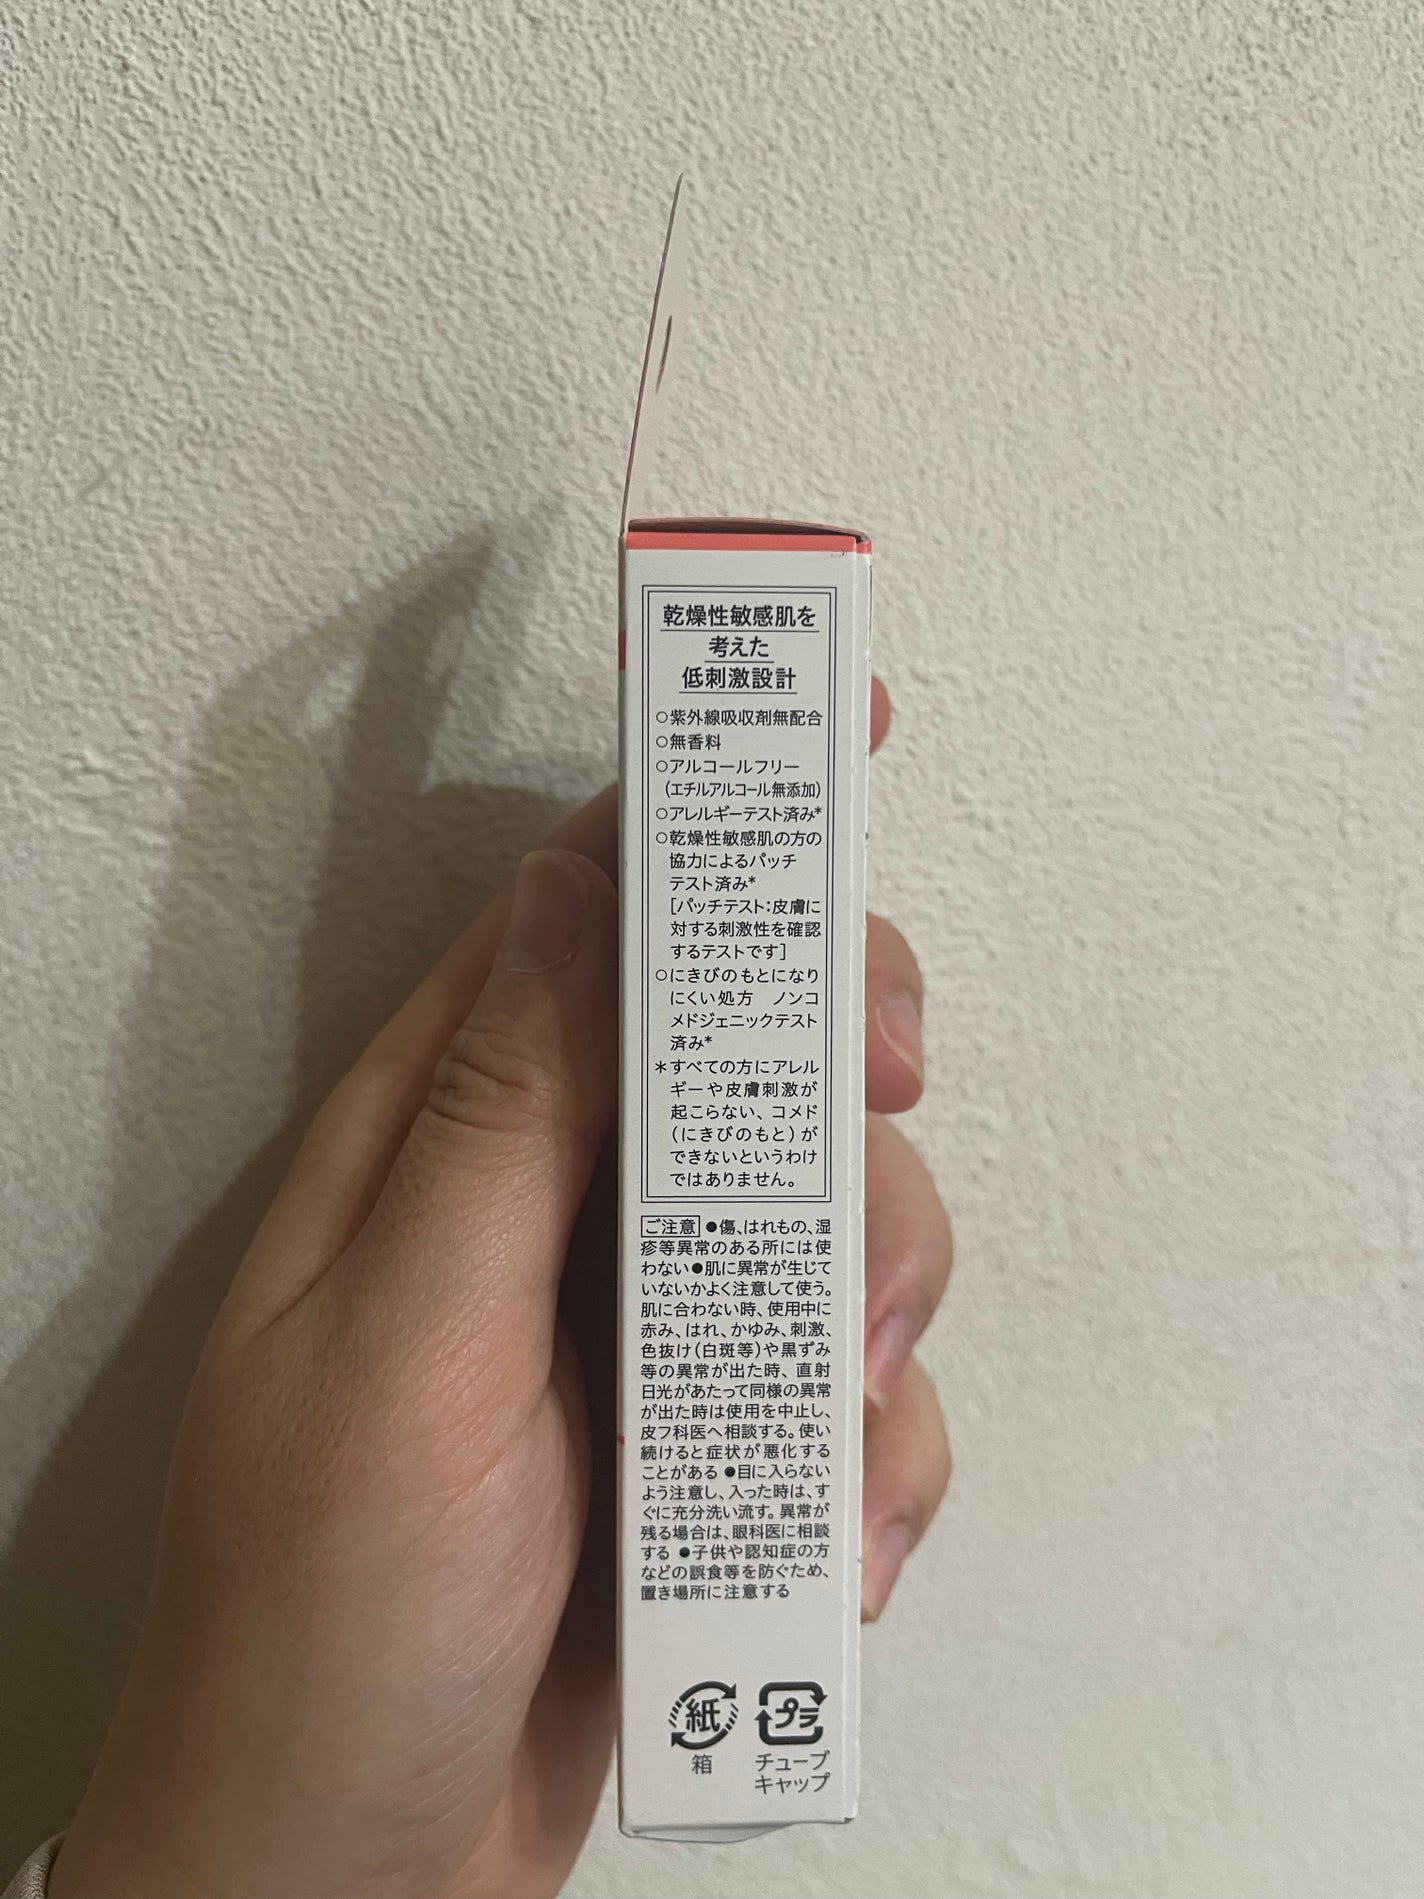 乾燥性敏感肌を
考えた
低刺激設計
○紫外線吸収剤無配合
○無香料
○アルコールフリー
(エチルアルコール無添加)
○アレルギーテスト済み*
○乾燥性敏感肌の方の
協力によるパッチ
テスト済み*
[パッチテスト:皮膚に
対する刺激性を確認
するテストです]
○にきびのもとになり
にくい処方　ノンコ
メドジェニックテスト
済み*
*すべての方にアレル
ギーや皮膚刺激が
起こらない、コメド
(にきびのもと)が
できないというわけ
ではありません。
ご注意 ●傷、はれもの、湿
疹等異常のある所には使
わない●肌に異常が生じて
いないかよく注意して使う。
肌に合わない時、使用中に
赤み、はれ、かゆみ、刺激、
色抜け(白斑等)や黒ずみ
等の異常が出た時、直射
日光があたって同様の異常
が出た時は使用を中止し、
皮フ科医へ相談する。使い
続けると症状が悪化する
ことがある ●目に入らない
よう注意し、入った時は、す
ぐに充分洗い流す。異常が
残る場合は、眼科医に相談
する ●子供や認知症の方
などの誤食等を防ぐため、
置き場所に注意する
紙 プラ
箱 チューブ
キャップ